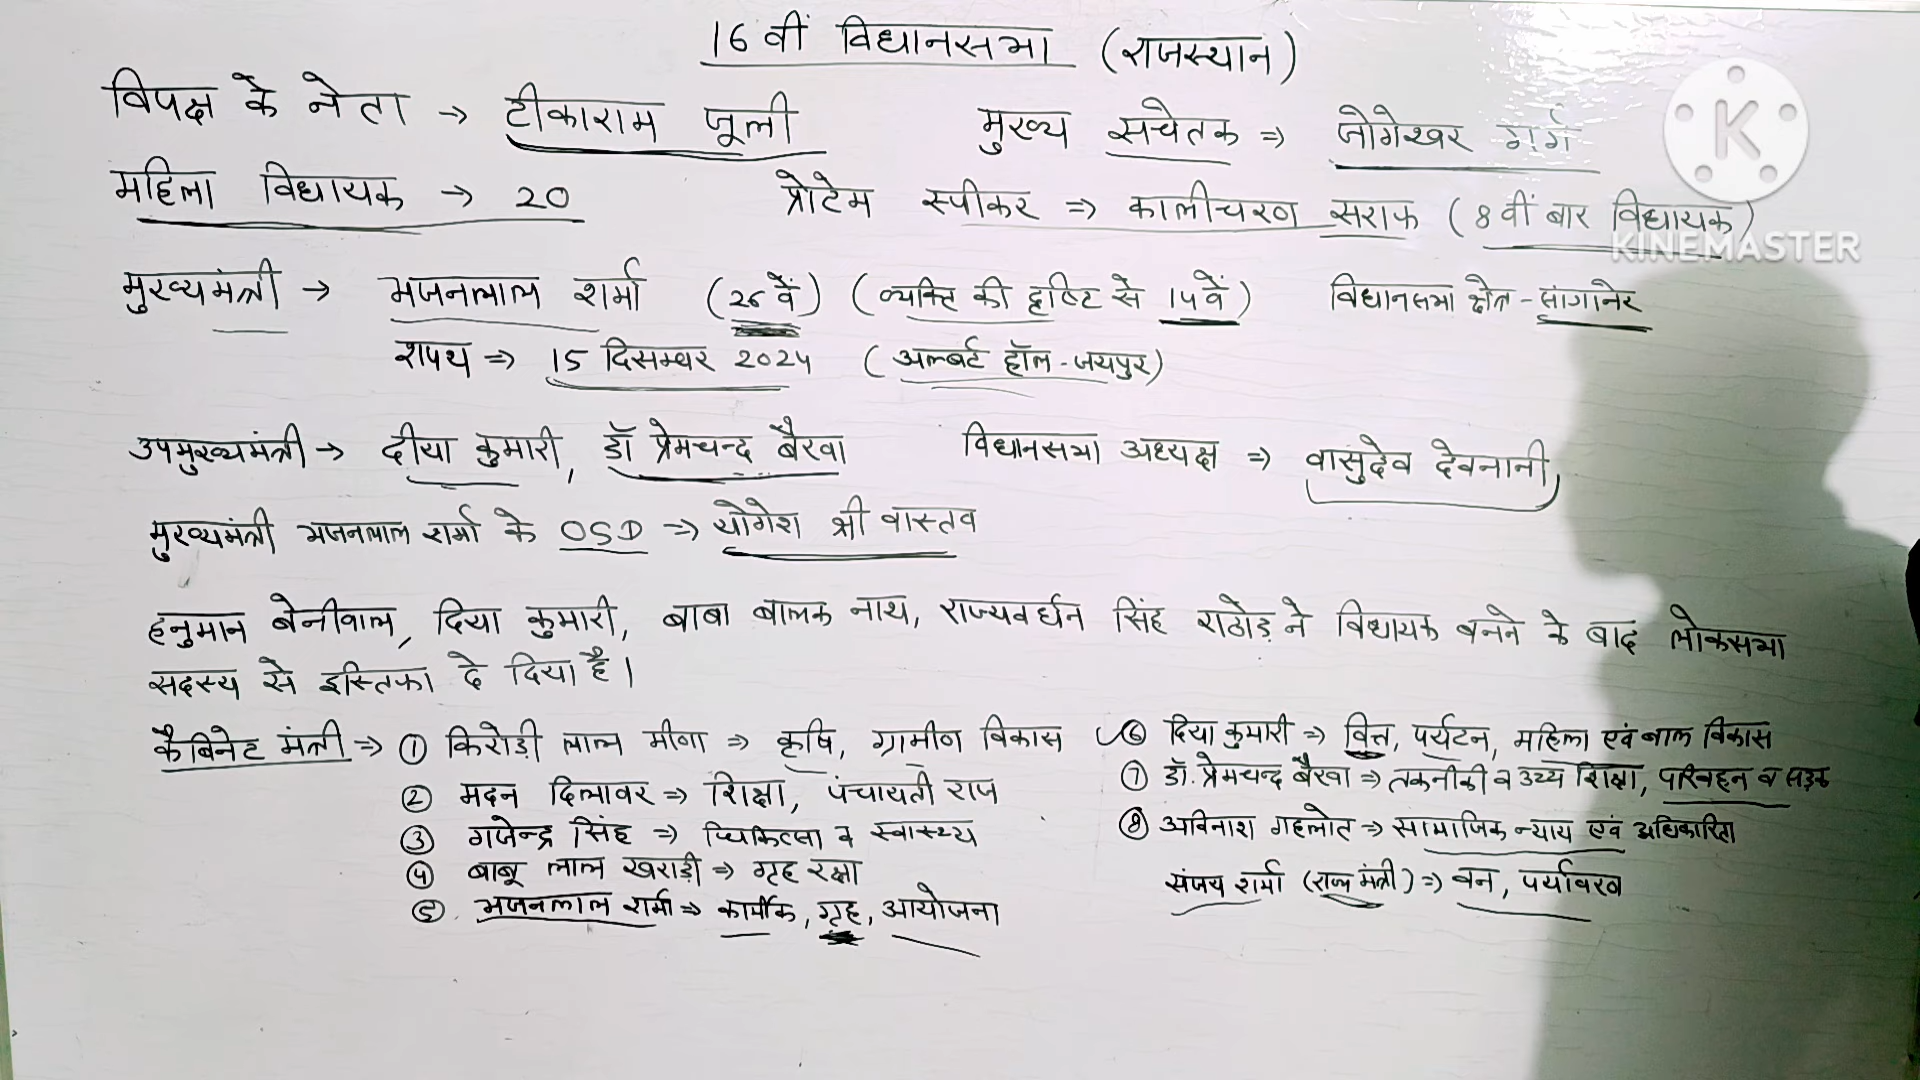 16 वीं विधानसभा (राजस्थान)
विपक्ष के नेता → टीकाराम जूली
मुख्य सचेतक ⇒ जोगेश्वर गर्ग
महिला विधायक → 20
प्रोटेम स्पीकर ⇒ कालीचरण सराफ (8वीं बार विधायक)
मुख्यमंत्री → भजनलाल शर्मा (26वें) (व्यक्ति की दृष्टि से 14वें) विधानसभा क्षेत्र - सांगानेर
शपथ ⇒ 15 दिसम्बर 2024 (अल्बर्ट हॉल - जयपुर)
उपमुख्यमंत्री → दीया कुमारी, डॉ प्रेमचन्द बैरवा
विधानसभा अध्यक्ष ⇒ वासुदेव देवनानी
मुख्यमंत्री भजनलाल शर्मा के OSD ⇒ योगेश श्री वास्तव
हनुमान बेनीवाल, दिया कुमारी, बाबा बालक नाथ, राज्यवर्धन सिंह राठोड़ ने विधायक बनने के बाद लोकसभा
सदस्य से इस्तिफा दे दिया है।
कैबिनेट मंत्री ⇒ ① किरोड़ी लाल मीणा ⇒ कृषि, ग्रामीण विकास
② मदन दिलावर ⇒ शिक्षा, पंचायती राज
③ गजेन्द्र सिंह ⇒ चिकित्सा व स्वास्थ्य
④ बाबू लाल खराड़ी ⇒ गृह रक्षा
⑤ भजनलाल शर्मा ⇒ कार्मीक, गृह, आयोजना
⑥ दिया कुमारी ⇒ वित्त, पर्यटन, महिला एवं बाल विकास
⑦ डॉ. प्रेमचन्द बैरवा ⇒ तकनीकी व उच्च शिक्षा, परिवहन व सड़क
⑧ अविनाश गहलोत ⇒ सामाजिक न्याय एवं अधिकारिता
संजय शर्मा (राज्य मंत्री) ⇒ वन, पर्यावरण
K
KINEMASTER